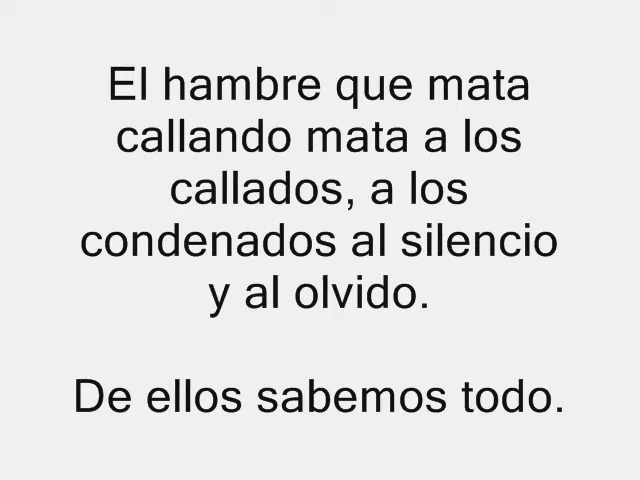 El hambre que mata
callando mata a los
callados, a los
condenados al silencio
y al olvido.
De ellos sabemos todo.